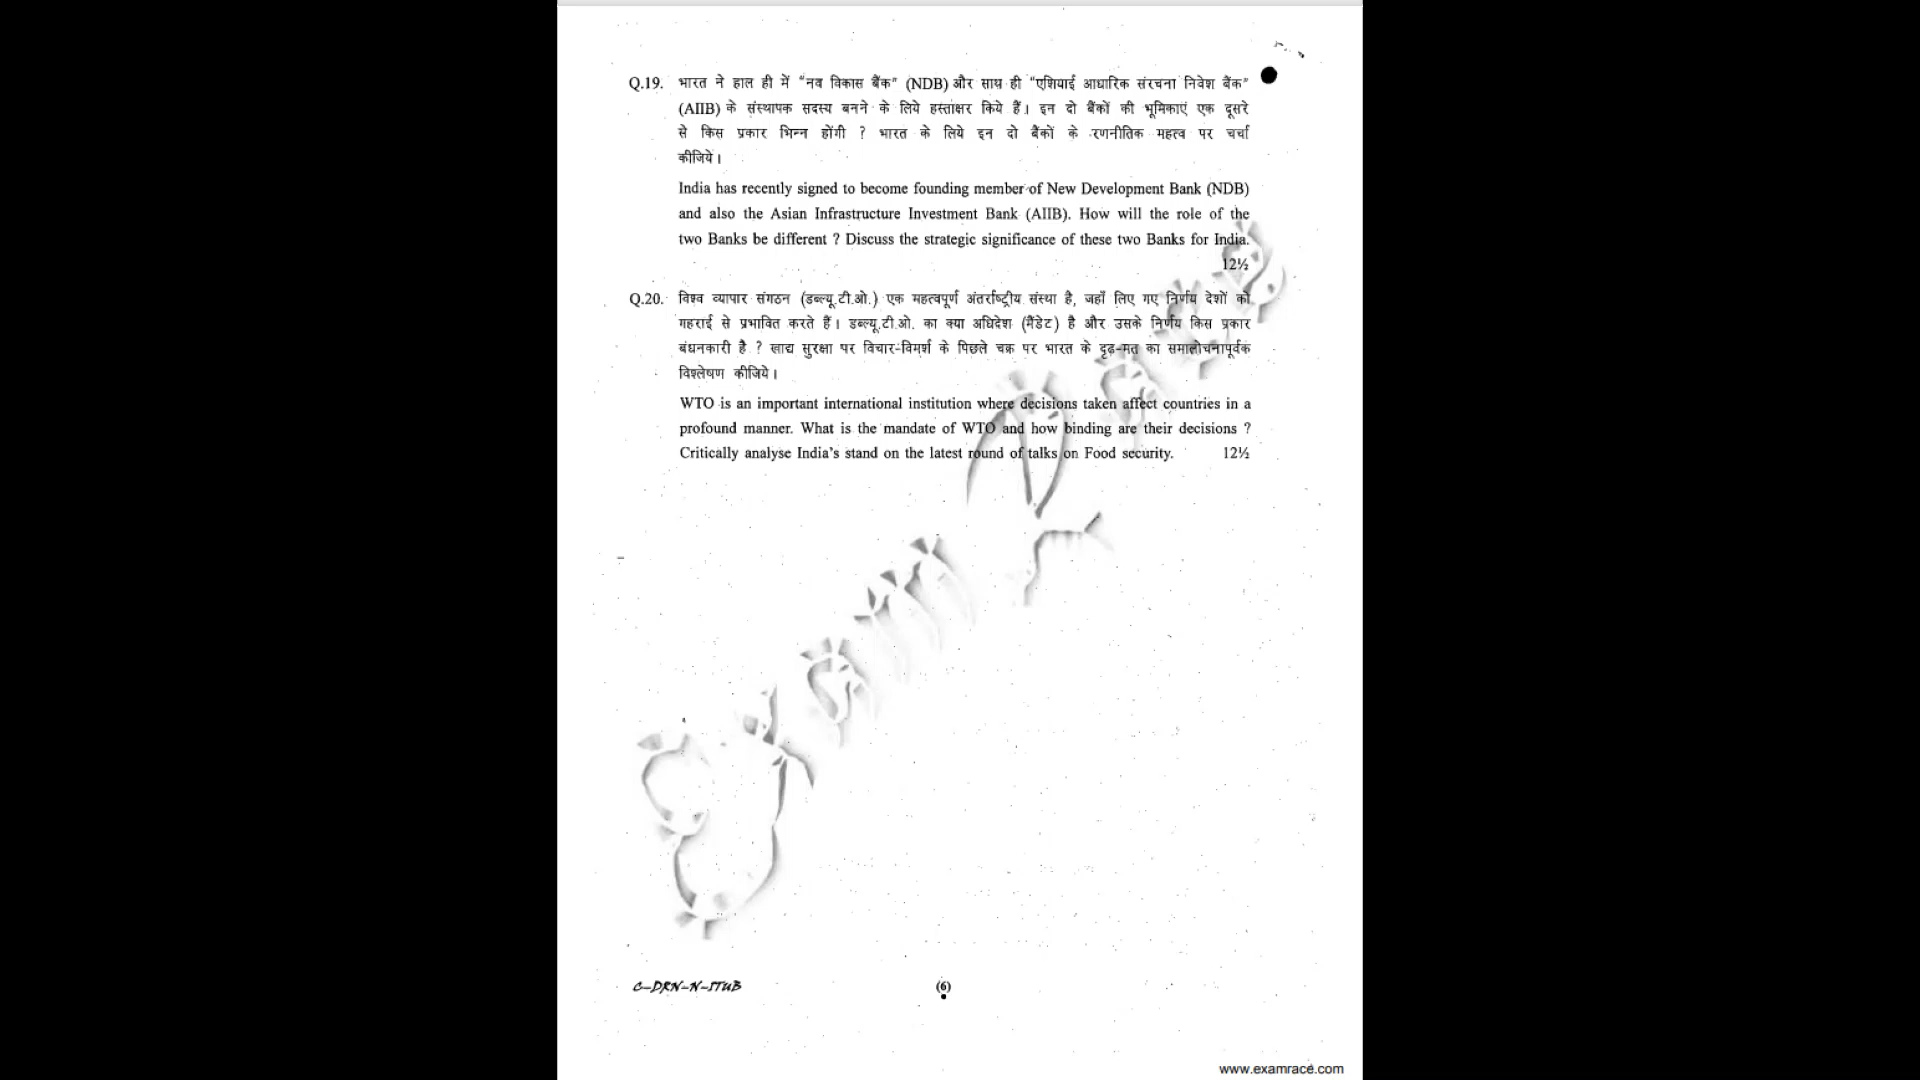 Q.19. भारत ने हाल ही में “नव विकास बैंक” (NDB) और साथ ही “एशियाई आधारिक संरचना निवेश बैंक”
(AIIB) के संस्थापक सदस्य बनने के लिये हस्ताक्षर किये हैं। इन दो बैंकों की भूमिकाएं एक दूसरे
से किस प्रकार भिन्न होंगी ? भारत के लिये इन दो बैंकों के रणनीतिक महत्व पर चर्चा
कीजिये।
India has recently signed to become founding member of New Development Bank (NDB)
and also the Asian Infrastructure Investment Bank (AIIB). How will the role of the
two Banks be different ? Discuss the strategic significance of these two Banks for India.
12½
Q.20. विश्व व्यापार संगठन (डब्ल्यू.टी.ओ.) एक महत्वपूर्ण अंतर्राष्ट्रीय संस्था है, जहाँ लिए गए निर्णय देशों को
गहराई से प्रभावित करते हैं। डब्ल्यू.टी.ओ. का क्या अधिदेश (मैंडेट) है और उसके निर्णय किस प्रकार
बंधनकारी है ? खाद्य सुरक्षा पर विचार-विमर्श के पिछले चक्र पर भारत के दृढ़-मत का समालोचनापूर्वक
विश्लेषण कीजिये।
WTO is an important international institution where decisions taken affect countries in a
profound manner. What is the mandate of WTO and how binding are their decisions ?
Critically analyse India’s stand on the latest round of talks on Food security. 12½
C-DRN-N-ITUB (6)
www.examrace.com